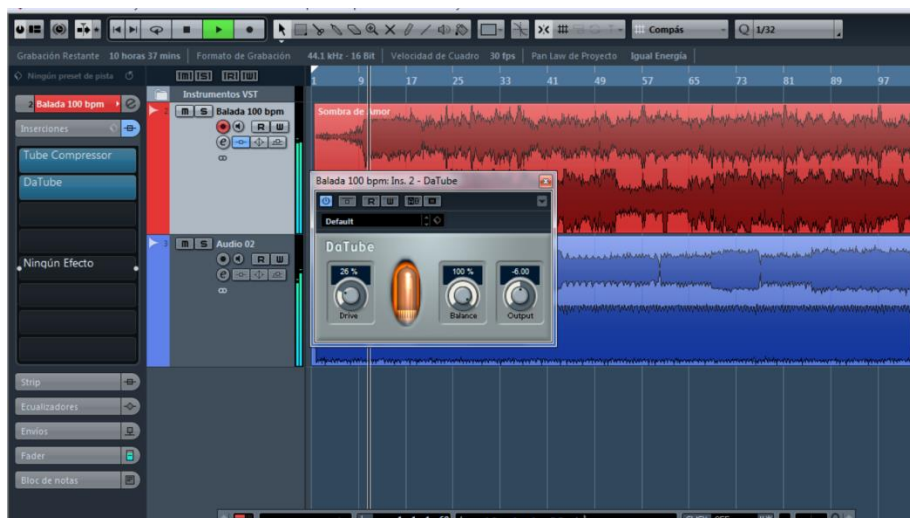 Compás
Q 1/32
Grabación Restante 10 horas 37 mins Formato de Grabación 44.1 kHz - 16 Bit Velocidad de Cuadro 30 fps Pan Law de Proyecto Igual Energía
Ningún preset de pista
M S R W
1 9 17 25 33 41 49 57 65 73 81 89 97
Instrumentos VST
2 Balada 100 bpm
2 M S Balada 100 bpm
Sombra de Amor
R W
e
Inserciones
Tube Compressor
DaTube
Ningún Efecto
Balada 100 bpm: Ins. 2 - DaTube
R W
Default
DaTube
26 % 100 % -6.00
Drive Balance Output
3 M S Audio 02
R W
e
Strip
Ecualizadores
Envíos
Fader
Bloc de notas